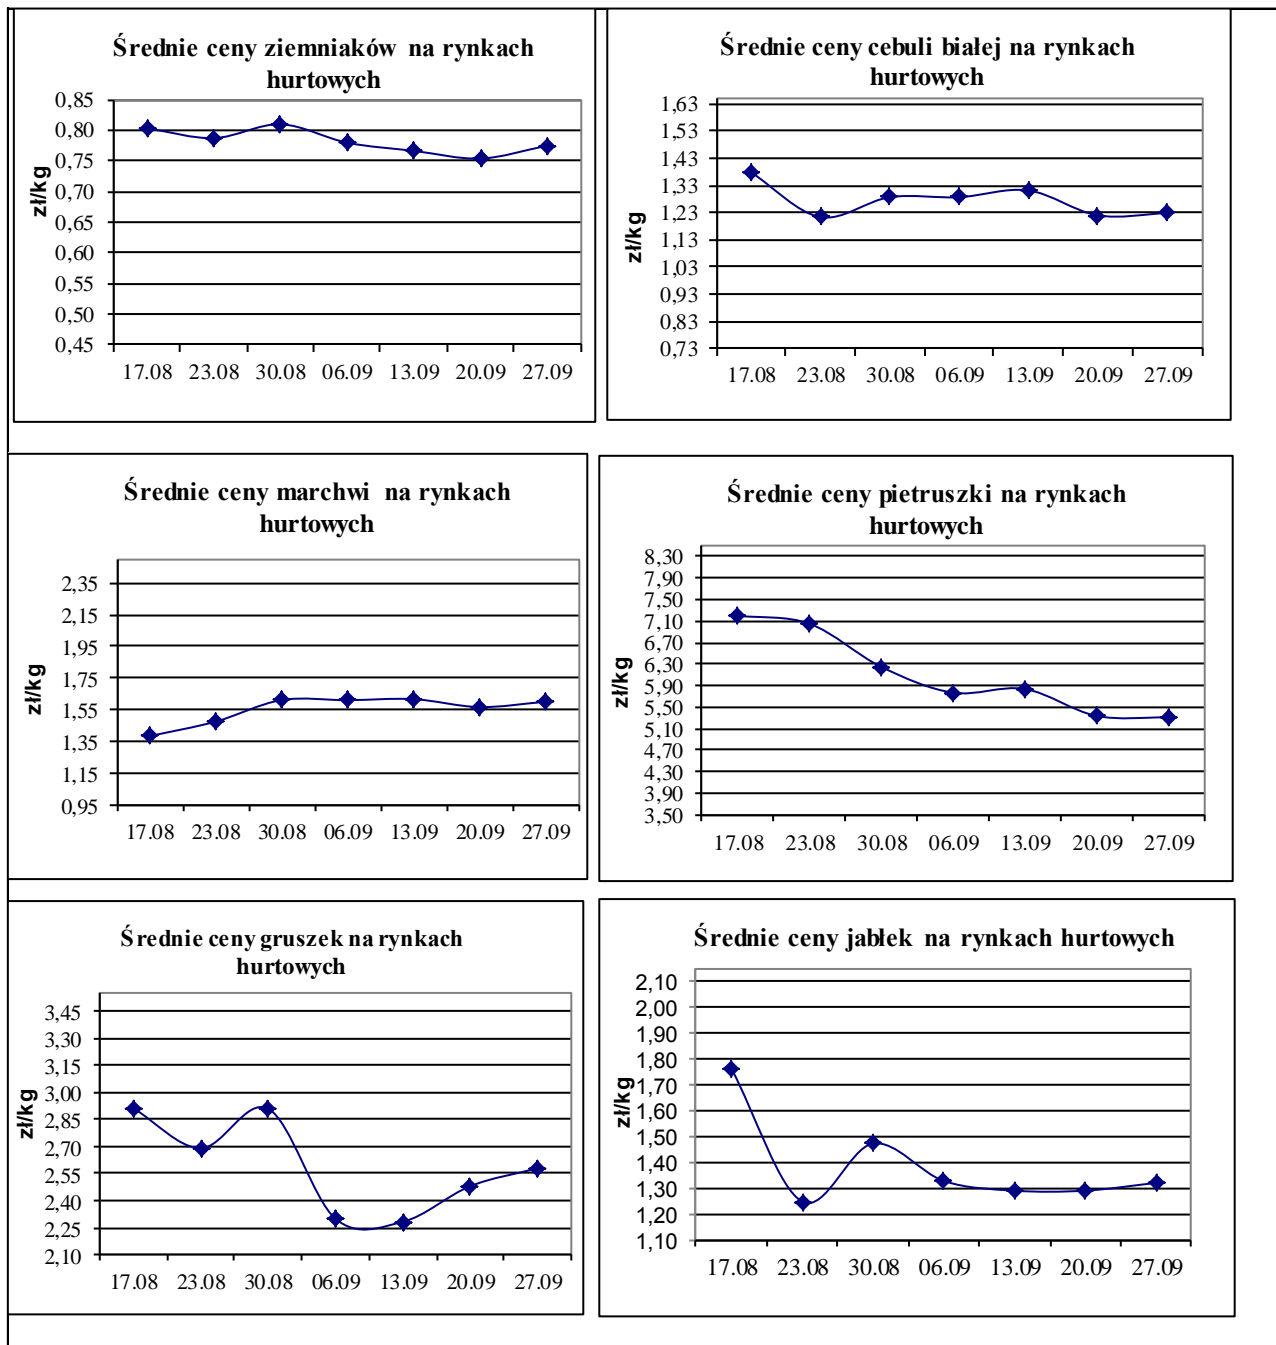 Średnie ceny ziemniaków na rynkach
hurtowych
zł/kg
0,85
0,80
0,75
0,70
0,65
0,60
0,55
0,50
0,45
17.08 23.08 30.08 06.09 13.09 20.09 27.09
Średnie ceny cebuli białej na rynkach
hurtowych
zł/kg
1,63
1,53
1,43
1,33
1,23
1,13
1,03
0,93
0,83
0,73
17.08 23.08 30.08 06.09 13.09 20.09 27.09
Średnie ceny marchwi na rynkach
hurtowych
zł/kg
2,35
2,15
1,95
1,75
1,55
1,35
1,15
0,95
17.08 23.08 30.08 06.09 13.09 20.09 27.09
Średnie ceny pietruszki na rynkach
hurtowych
zł/kg
8,30
7,90
7,50
7,10
6,70
6,30
5,90
5,50
5,10
4,70
4,30
3,90
3,50
17.08 23.08 30.08 06.09 13.09 20.09 27.09
Średnie ceny gruszek na rynkach
hurtowych
zł/kg
3,45
3,30
3,15
3,00
2,85
2,70
2,55
2,40
2,25
2,10
17.08 23.08 30.08 06.09 13.09 20.09 27.09
Średnie ceny jabłek na rynkach hurtowych
zł/kg
2,10
2,00
1,90
1,80
1,70
1,60
1,50
1,40
1,30
1,20
1,10
17.08 23.08 30.08 06.09 13.09 20.09 27.09